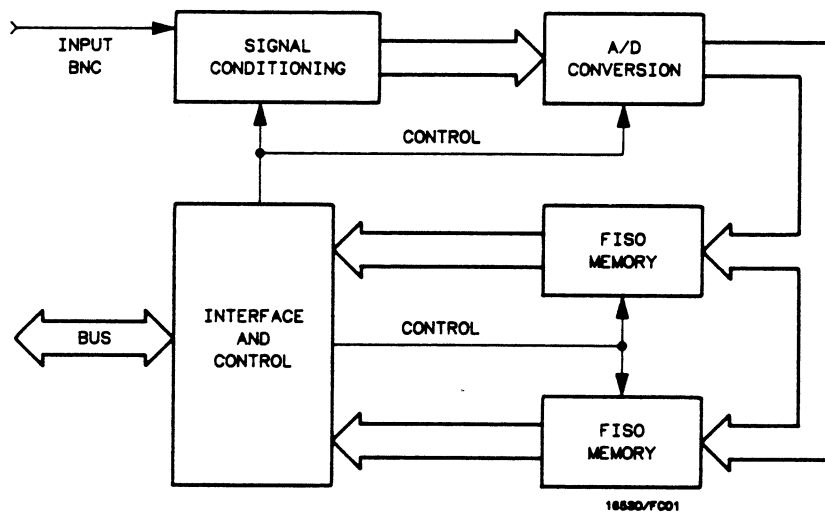 INPUT
BNC
SIGNAL
CONDITIONING
A/D
CONVERSION
CONTROL
FISO
MEMORY
BUS
INTERFACE
AND
CONTROL
CONTROL
FISO
MEMORY
16530/FC01